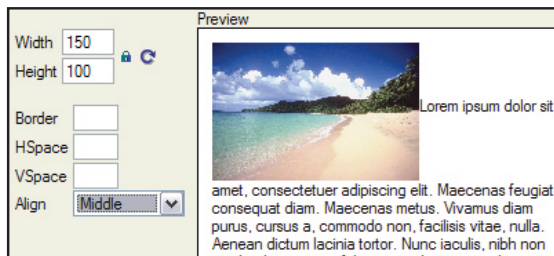 Preview
Width 150
Height 100
Border
HSpace
VSpace
Align Middle
Lorem ipsum dolor sit
amet, consectetuer adipiscing elit. Maecenas feugiat
consequat diam. Maecenas metus. Vivamus diam
purus, cursus a, commodo non, facilisis vitae, nulla.
Aenean dictum lacinia tortor. Nunc iaculis, nibh non